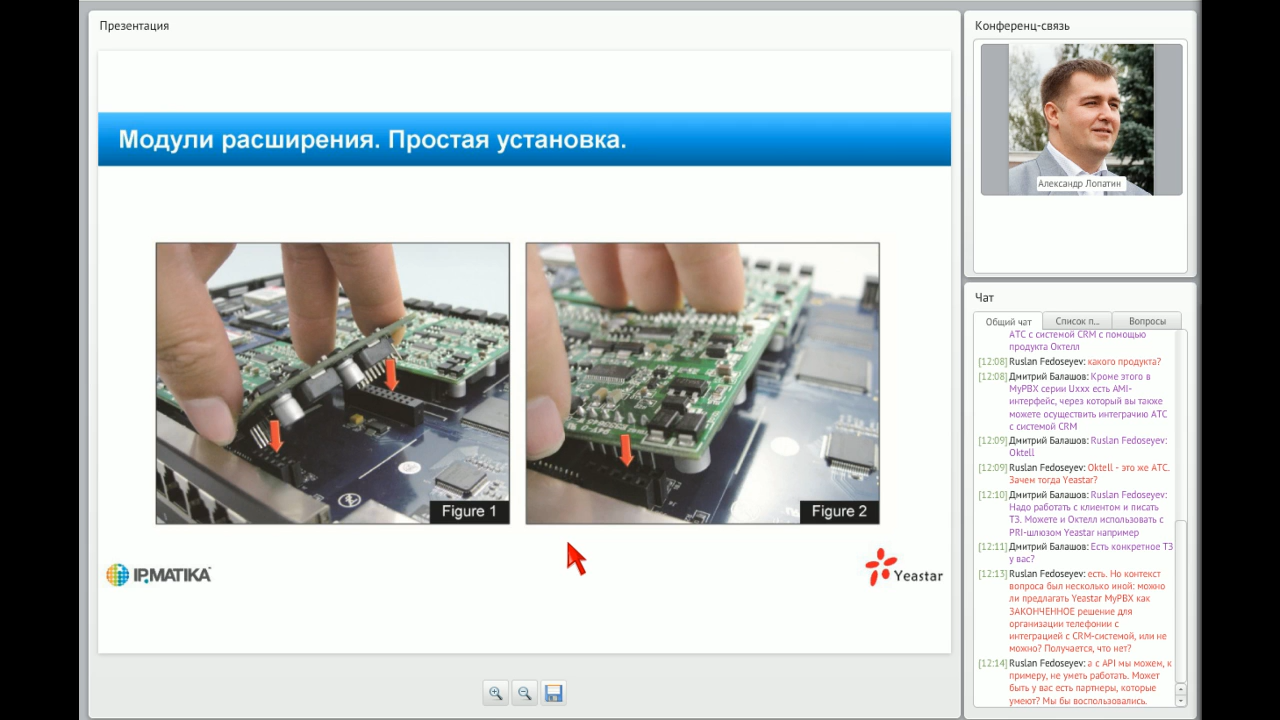 Презентация
Модули расширения. Простая установка.
Figure 1
Figure 2
IPMATIKA
Yeastar
Конференц-связь
Александр Лопатин
Чат
Общий чат
Список п...
Вопросы
АТС с системой CRM с помощью
продукта Октелл
[12:08] Ruslan Fedoseyev: какого продукта?
[12:08] Дмитрий Балашов: Кроме этого в
MyPBX серии Uxxx есть AMI-
интерфейс, через который вы также
можете осуществить интеграчию АТС
с системой CRM
[12:09] Дмитрий Балашов: Ruslan Fedoseyev:
Oktell
[12:09] Ruslan Fedoseyev: Oktell - это же АТС.
Зачем тогда Yeastar?
[12:10] Дмитрий Балашов: Ruslan Fedoseyev:
Надо работать с клиентом и писать
ТЗ. Можете и Октелл использовать с
PRI-шлюзом Yeastar например
[12:11] Дмитрий Балашов: Есть конкретное ТЗ
у вас?
[12:13] Ruslan Fedoseyev: есть. Но контекст
вопроса был несколько иной: можно
ли предлагать Yeastar MyPBX как
ЗАКОНЧЕННОЕ решение для
организации телефонии с
интеграцией с CRM-системой, или не
можно? Получается, что нет?
[12:14] Ruslan Fedoseyev: а с API мы можем, к
примеру, не уметь работать. Может
быть у вас есть партнеры, которые
умеют? Мы бы воспользовались.